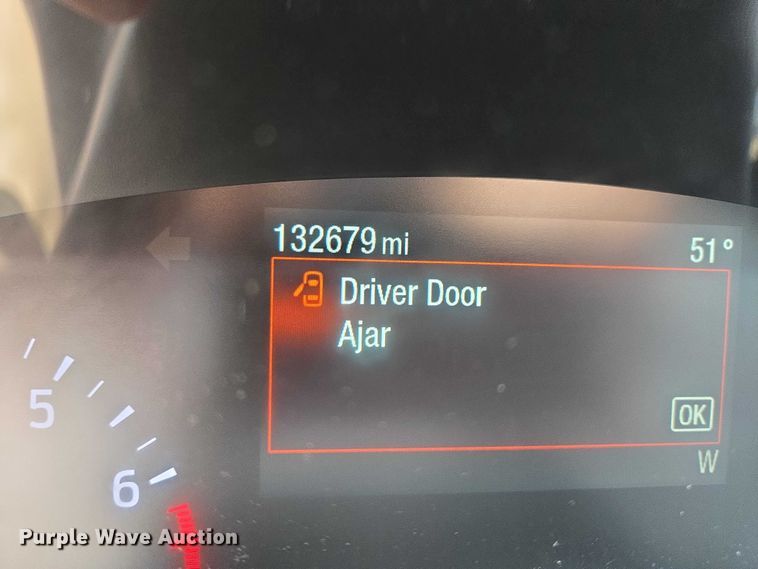 132679 mi 51°
Driver Door
Ajar
OK
W
5
6
Purple Wave Auction®